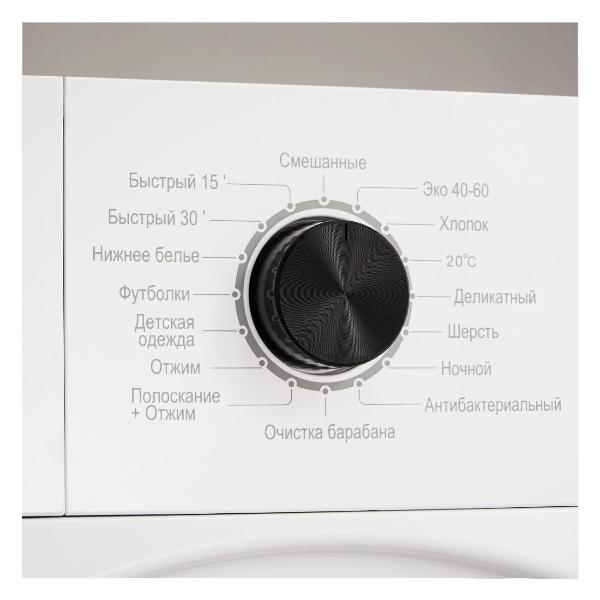 Смешанные
Быстрый 15 '
Эко 40-60
Быстрый 30 '
Хлопок
Нижнее белье
20℃
Футболки
Деликатный
Детская
одежда
Шерсть
Отжим
Ночной
Полоскание
+ Отжим
Антибактериальный
Очистка барабана